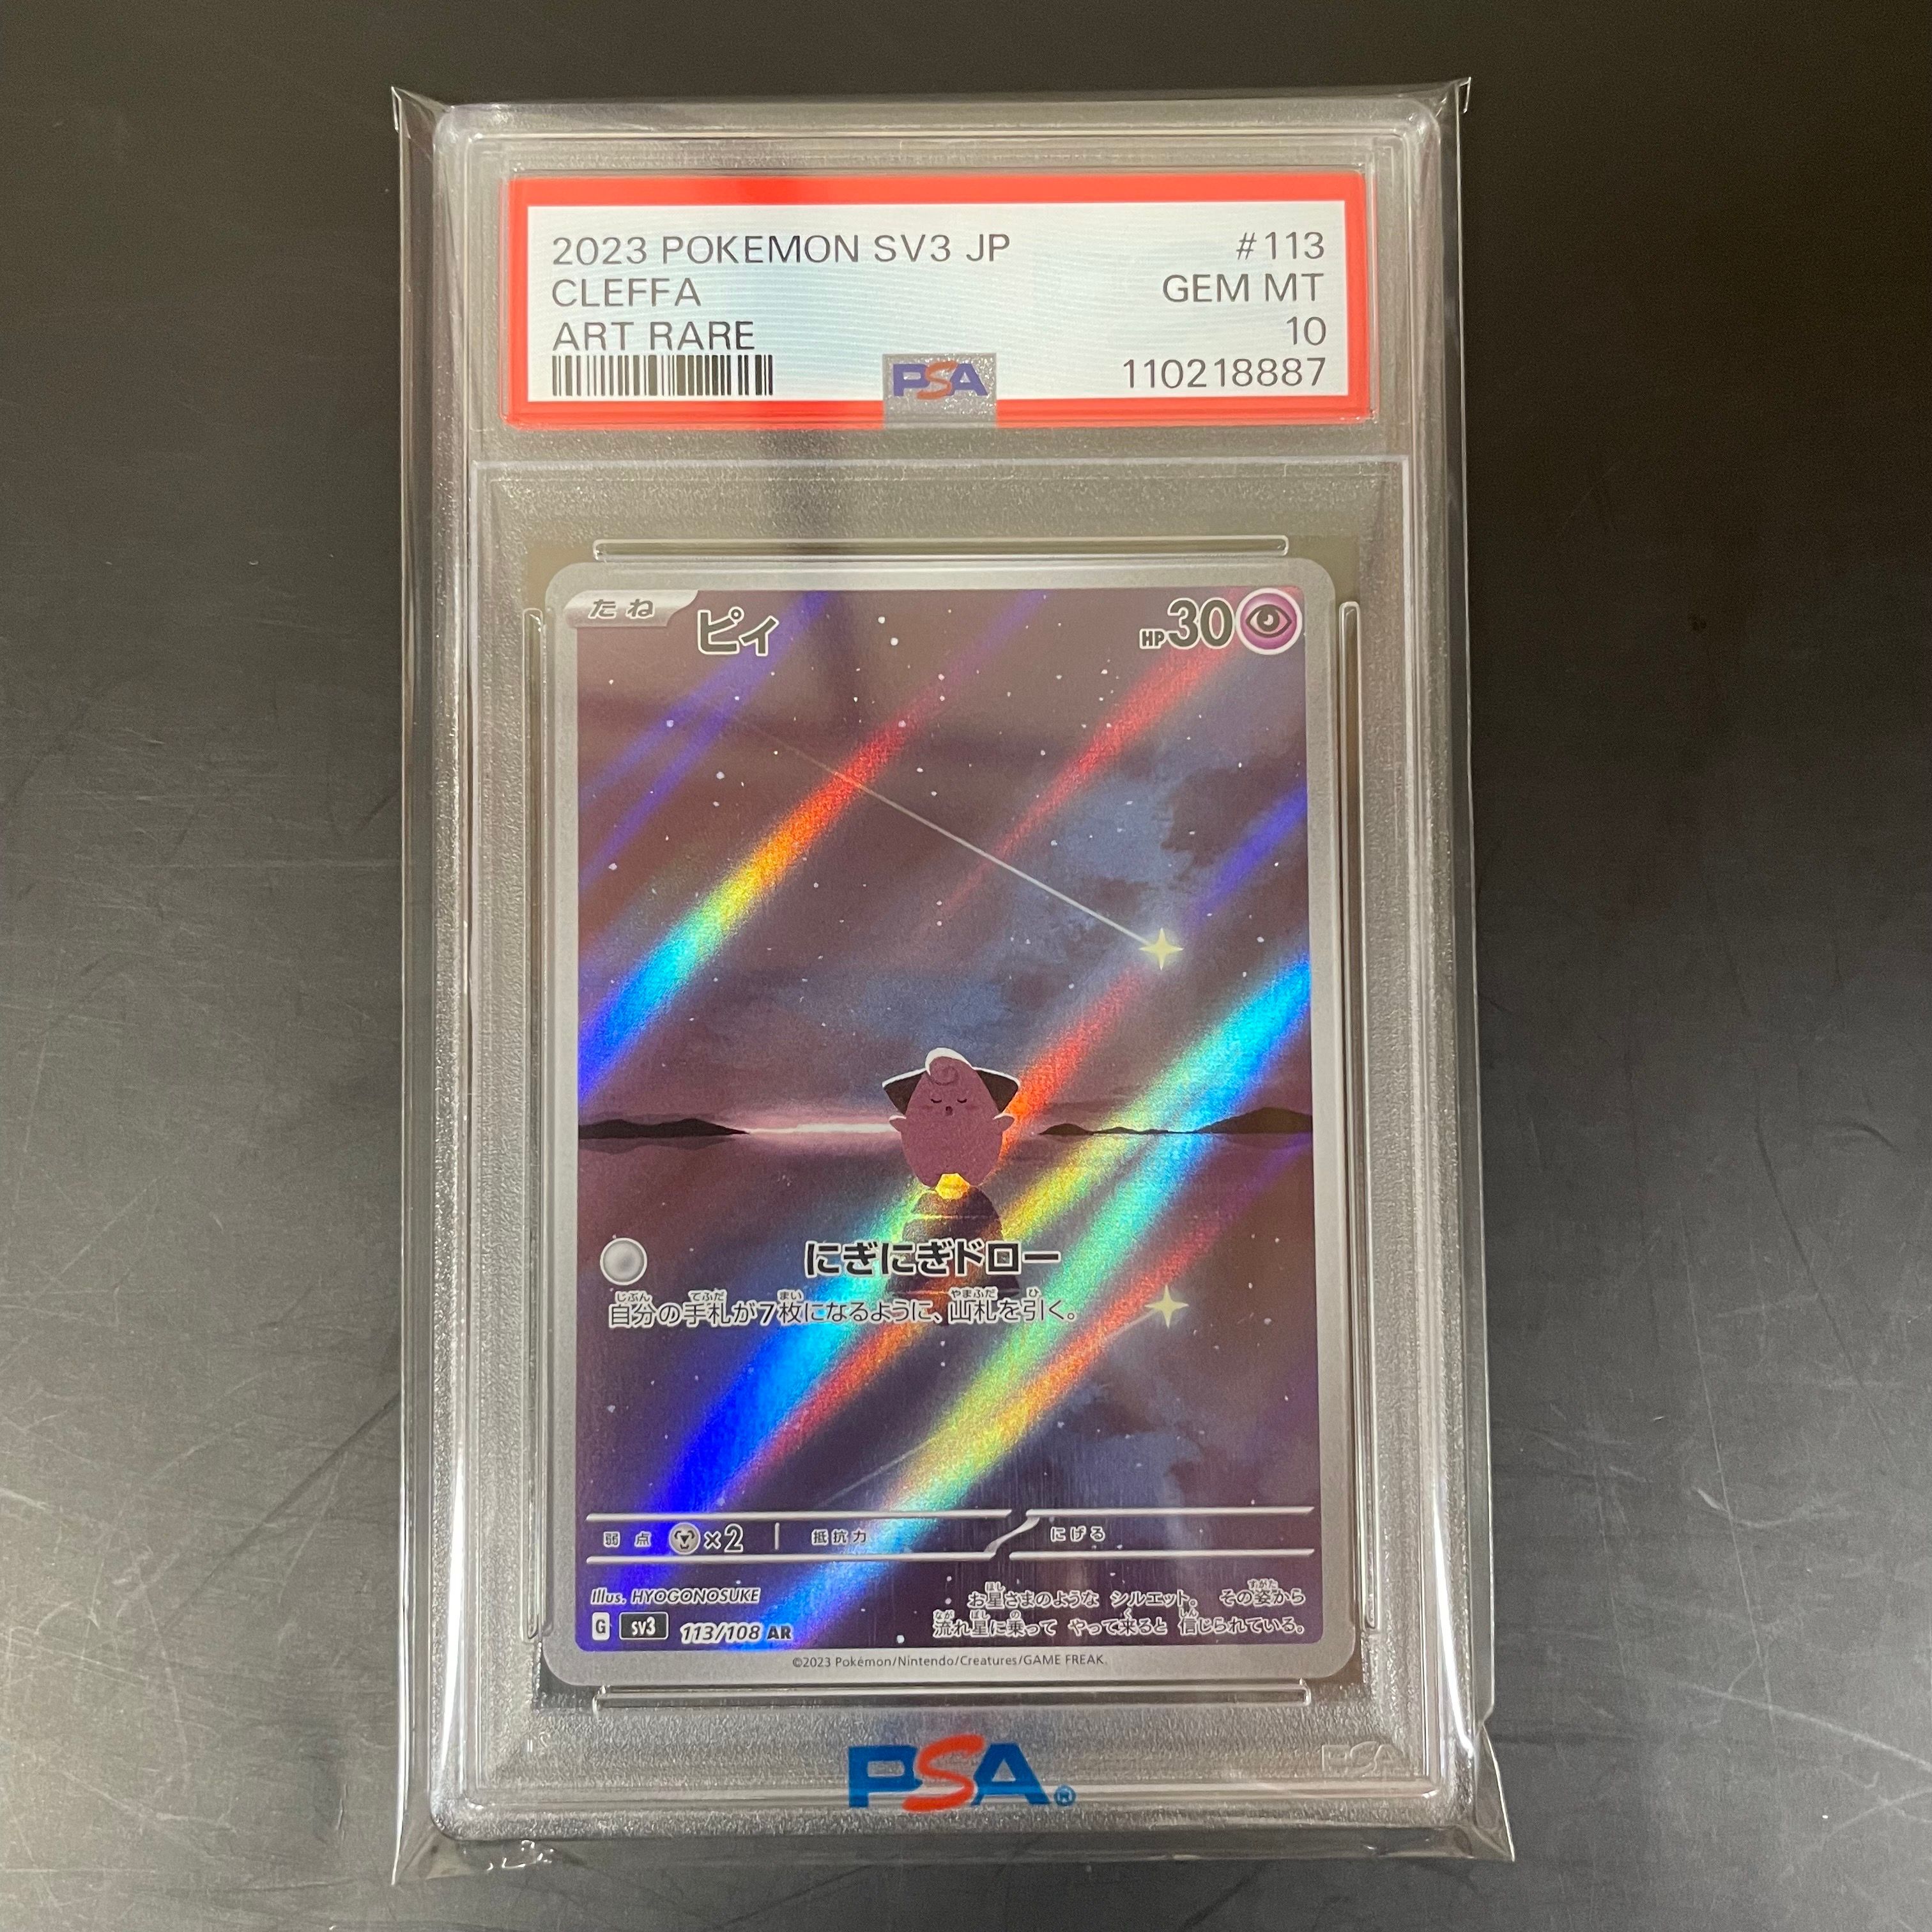 2023 POKEMON SV3 JP #113
CLEFFA GEM MT
ART RARE 10
PSA 110218887
たね ピィ HP30
にぎにぎドロー
自分の手札が7枚になるように、山札を引く。
弱点 ×2 抵抗力 にげる
Illus. HYOGONOSUKE
お星さまのような シルエット。 その姿から
流れ星に乗って やって来ると 信じられている。
G sv3 113/108 AR
©2023 Pokémon/Nintendo/Creatures/GAME FREAK.
PSA
PSA®